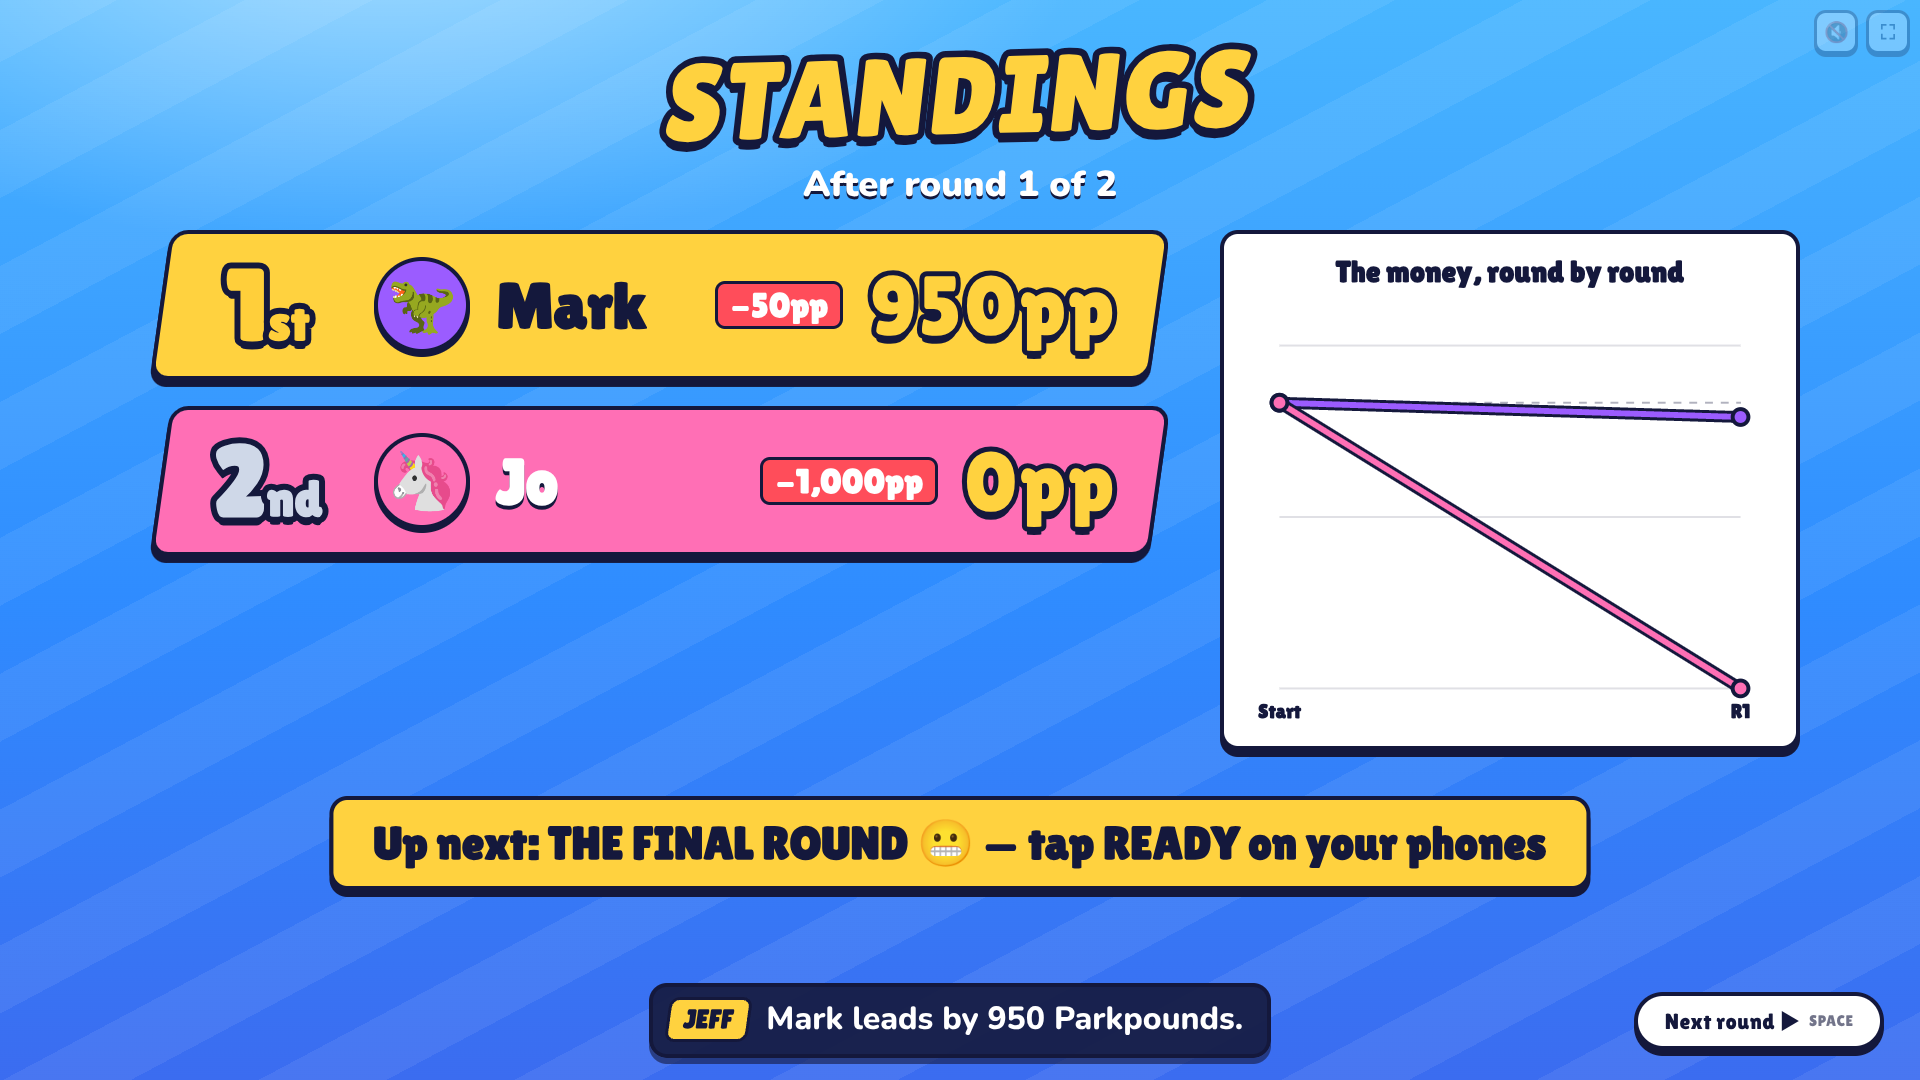 STANDINGS
After round 1 of 2
1st Mark -50pp 950pp
2nd Jo -1,000pp 0pp
The money, round by round
Start R1
Up next: THE FINAL ROUND 😬 — tap READY on your phones
JEFF Mark leads by 950 Parkpounds.
Next round ▶ SPACE